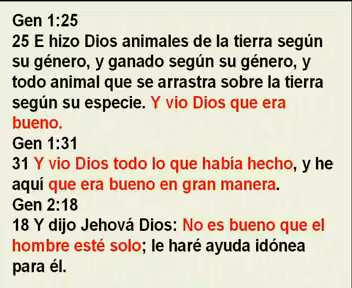 Gen 1:25
25 E hizo Dios animales de la tierra según
su género, y ganado según su género, y
todo animal que se arrastra sobre la tierra
según su especie. Y vio Dios que era
bueno.
Gen 1:31
31 Y vio Dios todo lo que había hecho, y he
aquí que era bueno en gran manera.
Gen 2:18
18 Y dijo Jehová Dios: No es bueno que el
hombre esté solo; le haré ayuda idónea
para él.